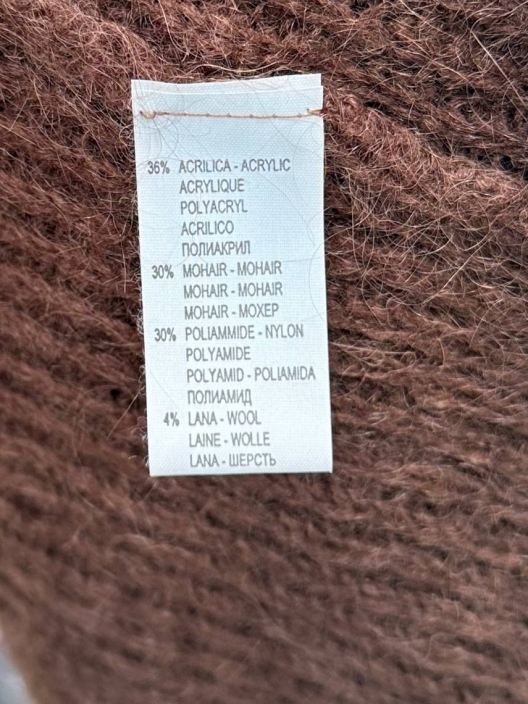 36% ACRILICA - ACRYLIC
ACRYLIQUE
POLYACRYL
ACRILICO
ПОЛИАКРИЛ
30% MOHAIR - MOHAIR
MOHAIR - MOHAIR
MOHAIR - МОХЕР
30% POLIAMMIDE - NYLON
POLYAMIDE
POLYAMID - POLIAMIDA
ПОЛИАМИД
4% LANA - WOOL
LAINE - WOLLE
LANA - ШЕРСТЬ